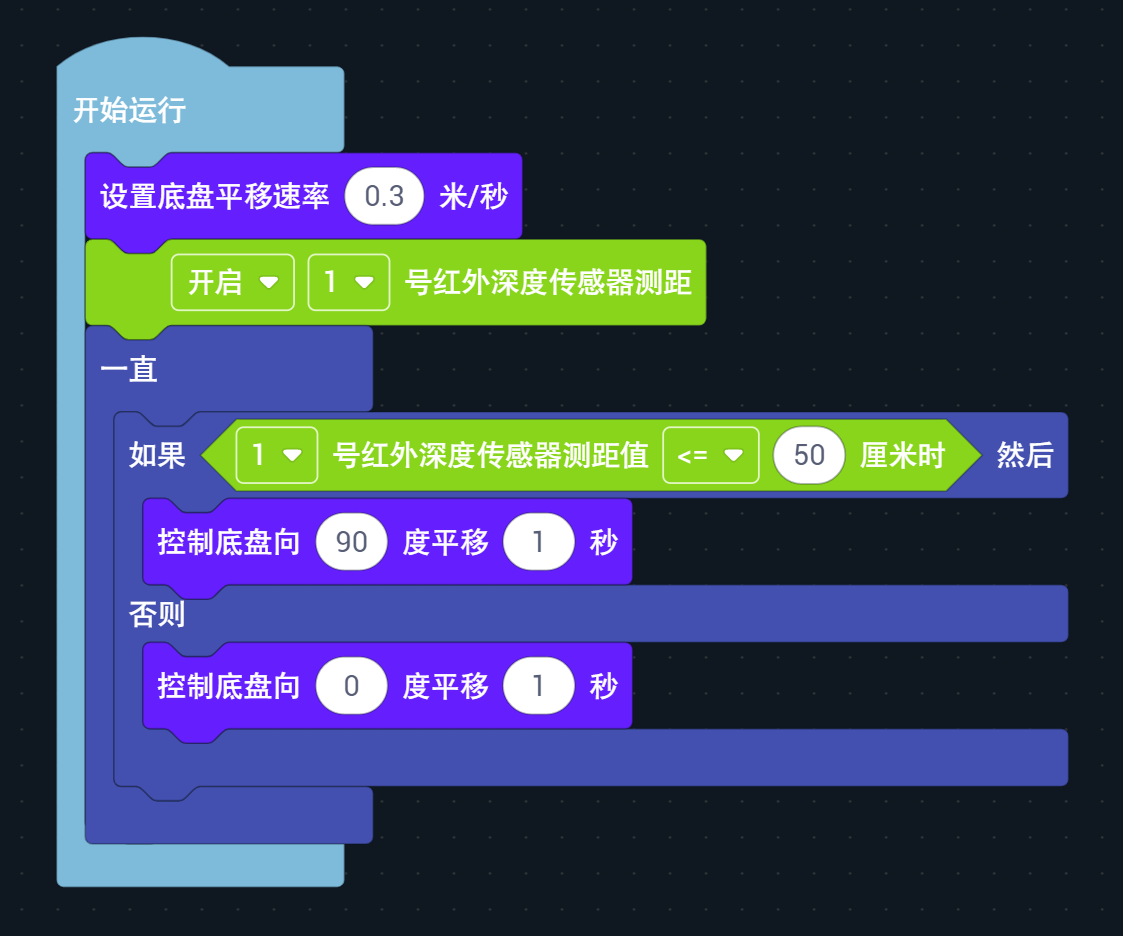 开始运行
设置底盘平移速率 0.3 米/秒
开启 1 号红外深度传感器测距
一直
如果 1 号红外深度传感器测距值 <= 50 厘米时 然后
控制底盘向 90 度平移 1 秒
否则
控制底盘向 0 度平移 1 秒